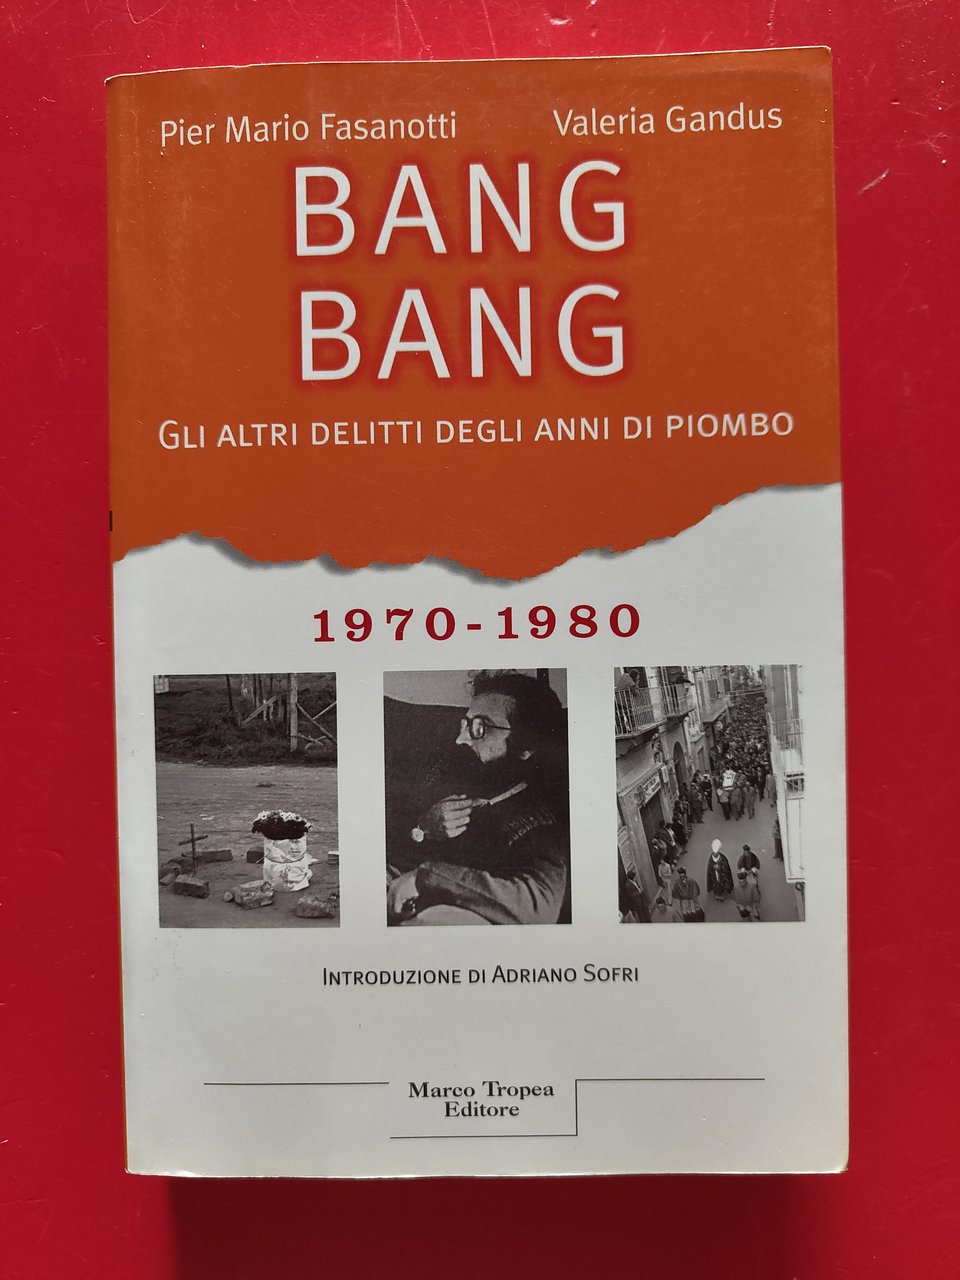 Pier Mario Fasanotti
Valeria Gandus
BANG
BANG
GLI ALTRI DELITTI DEGLI ANNI DI PIOMBO
1970-1980
INTRODUZIONE DI ADRIANO SOFRI
Marco Tropea
Editore